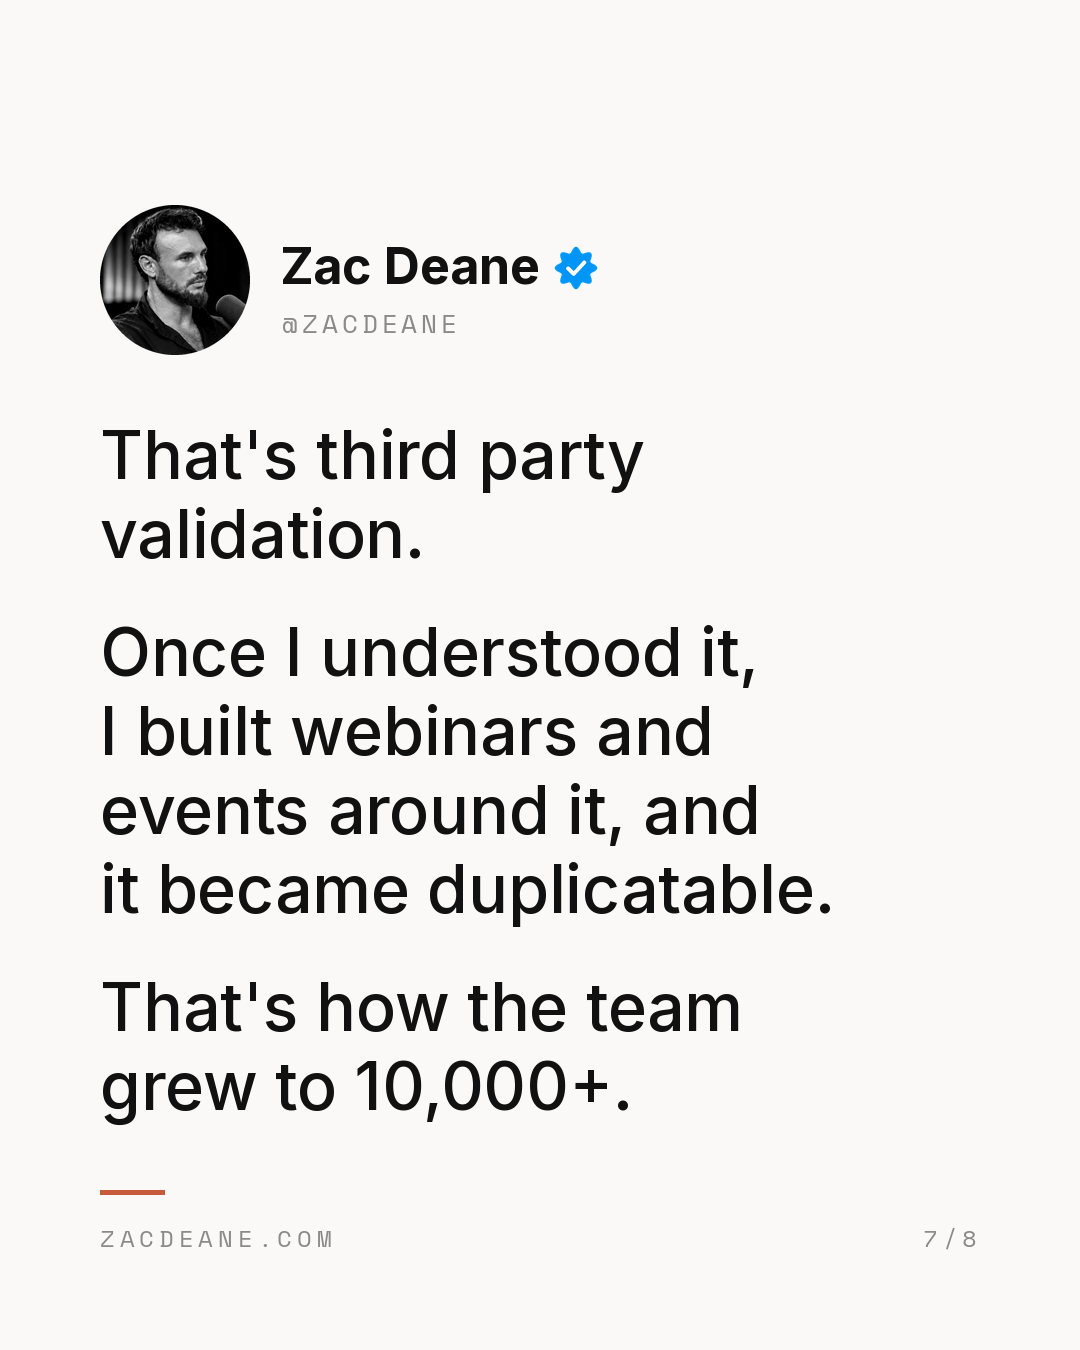 Zac Deane
@ZACDEANE
That's third party
validation.
Once I understood it,
I built webinars and
events around it, and
it became duplicatable.
That's how the team
grew to 10,000+.
ZACDEANE.COM
7/8